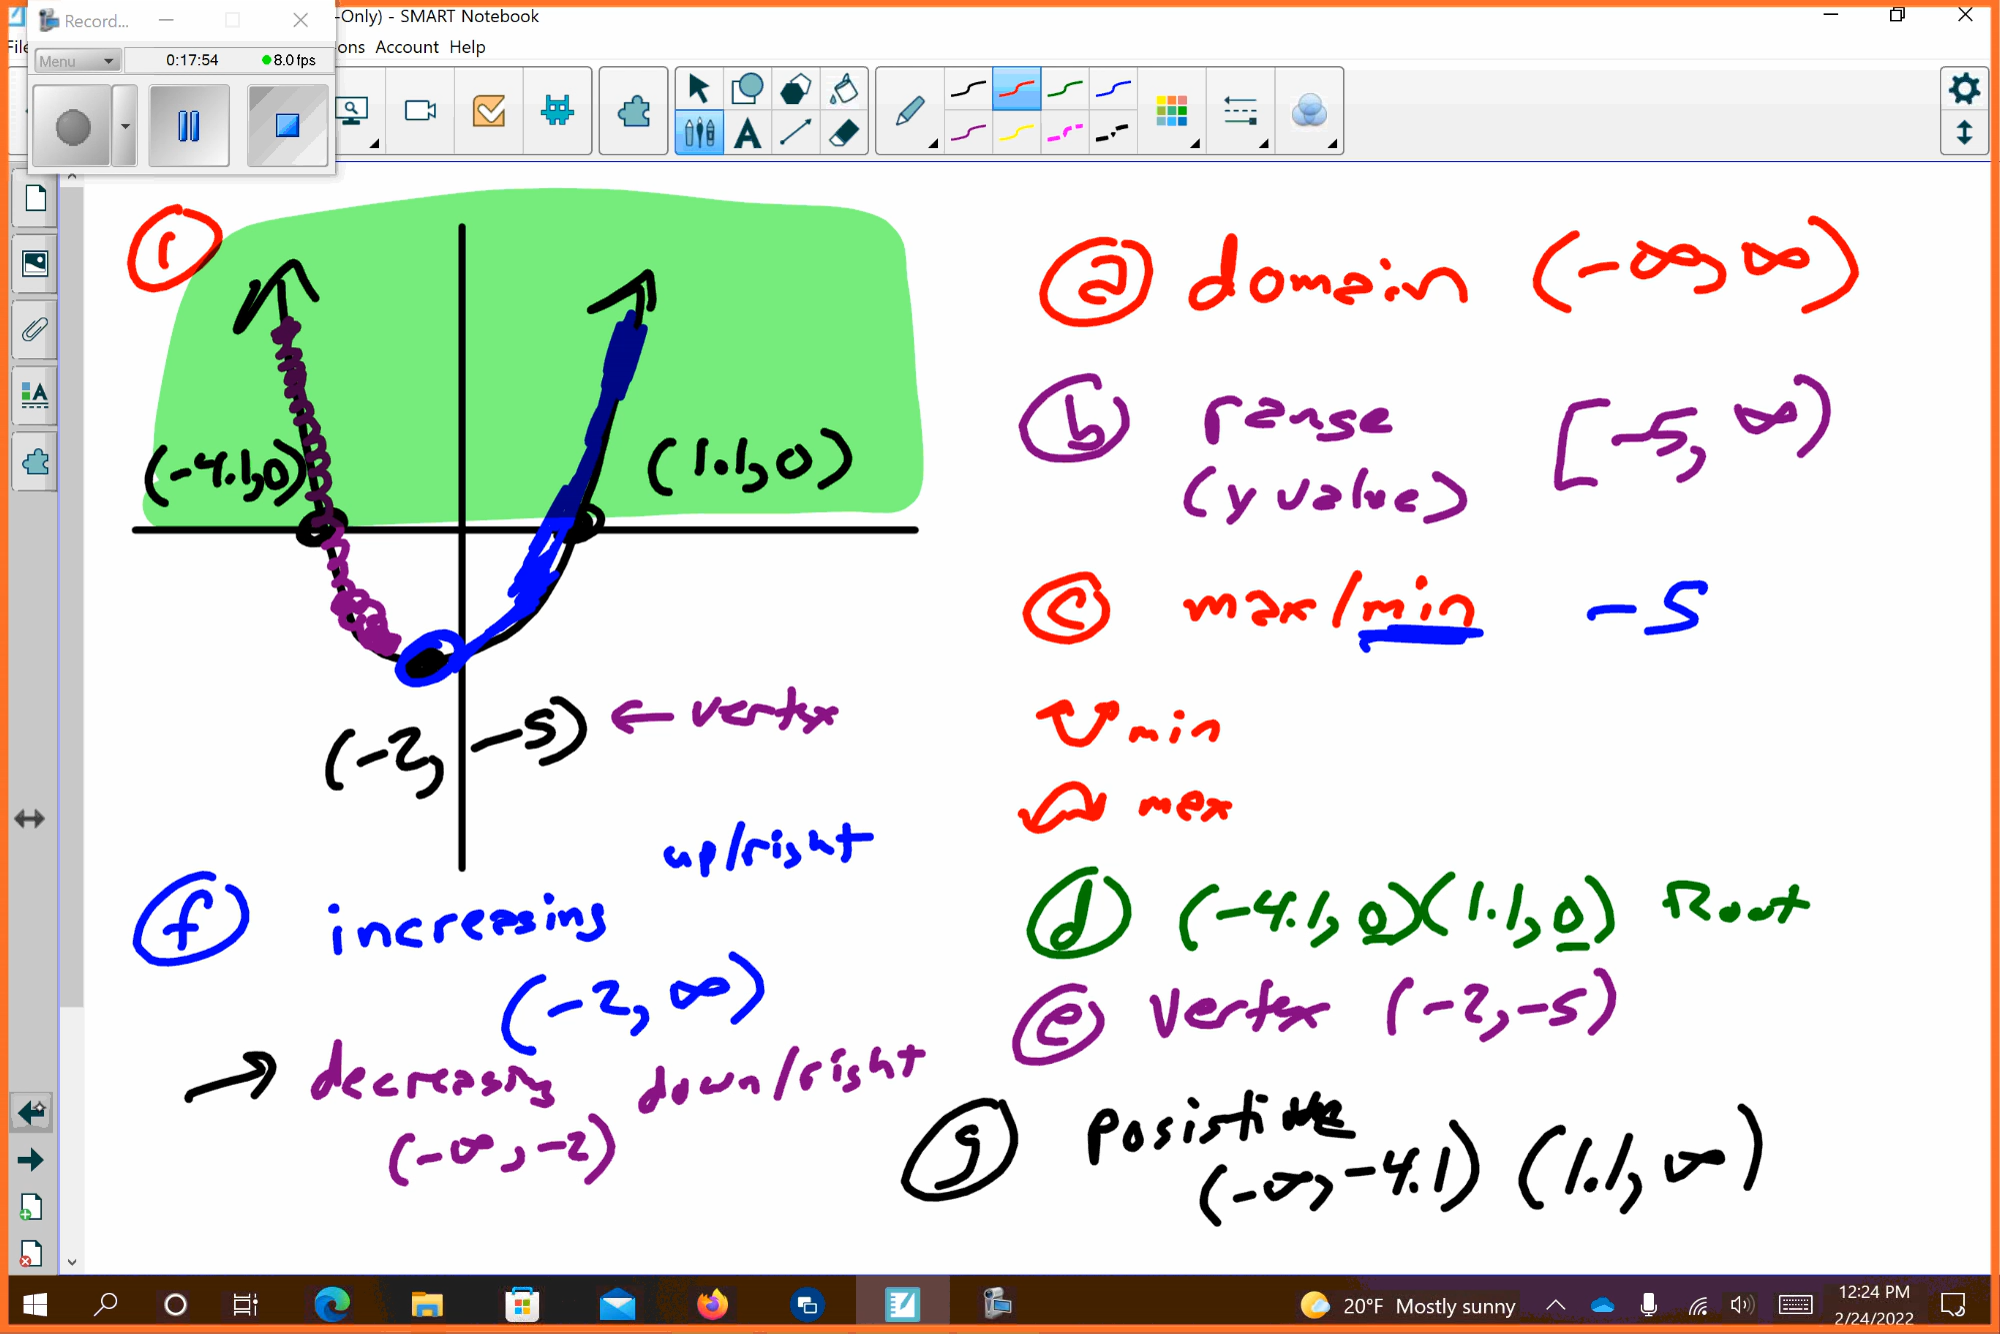 Record...
-Only) - SMART Notebook
Menu
0:17:54
8.0 fps
File
ons Account Help
1
(-4.1,0)
(1.1,0)
(-2, -5) ← vertex
a domain (-∞, ∞)
b range [-5, ∞)
(y value)
c max/min -5
min
max
up/right
f increasing
(-2, ∞)
→ decreasing down/right
(-∞, -2)
d (-4.1, 0)(1.1, 0) Root
e vertex (-2, -5)
g posistive
(-∞, -4.1) (1.1, ∞)
20°F Mostly sunny
12:24 PM
2/24/2022